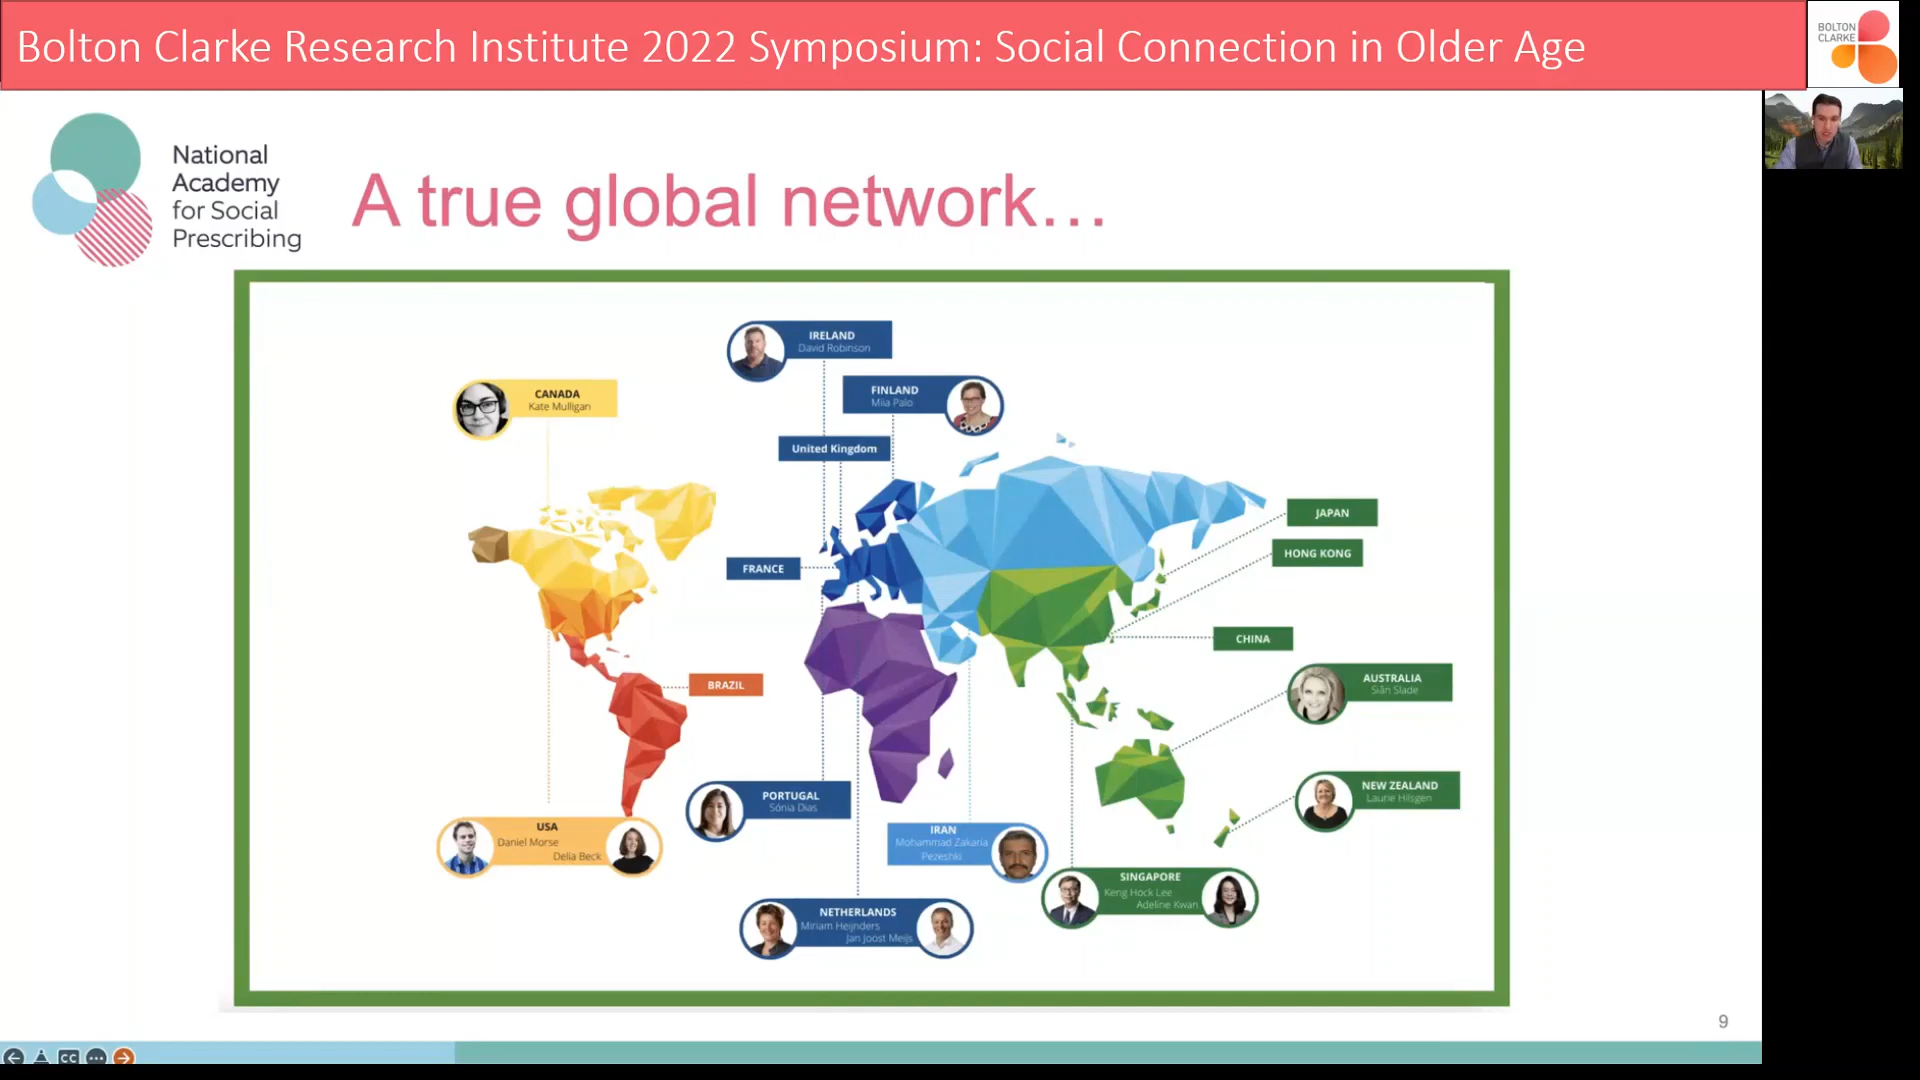 Bolton Clarke Research Institute 2022 Symposium: Social Connection in Older Age
BOLTON
CLARKE
National
Academy
for Social
Prescribing
A true global network...
IRELAND
David Robinson
CANADA
Kate Mulligan
FINLAND
Miia Palo
United Kingdom
JAPAN
HONG KONG
FRANCE
CHINA
BRAZIL
AUSTRALIA
Siân Slade
NEW ZEALAND
Laurie Hilsgen
PORTUGAL
Sónia Dias
USA
Daniel Morse
Delia Beck
IRAN
Mohammad Zakaria
Pezeshki
SINGAPORE
Keng Hock Lee
Adeline Kwan
NETHERLANDS
Miriam Heijnders
Jan Joost Meijs
9
CC